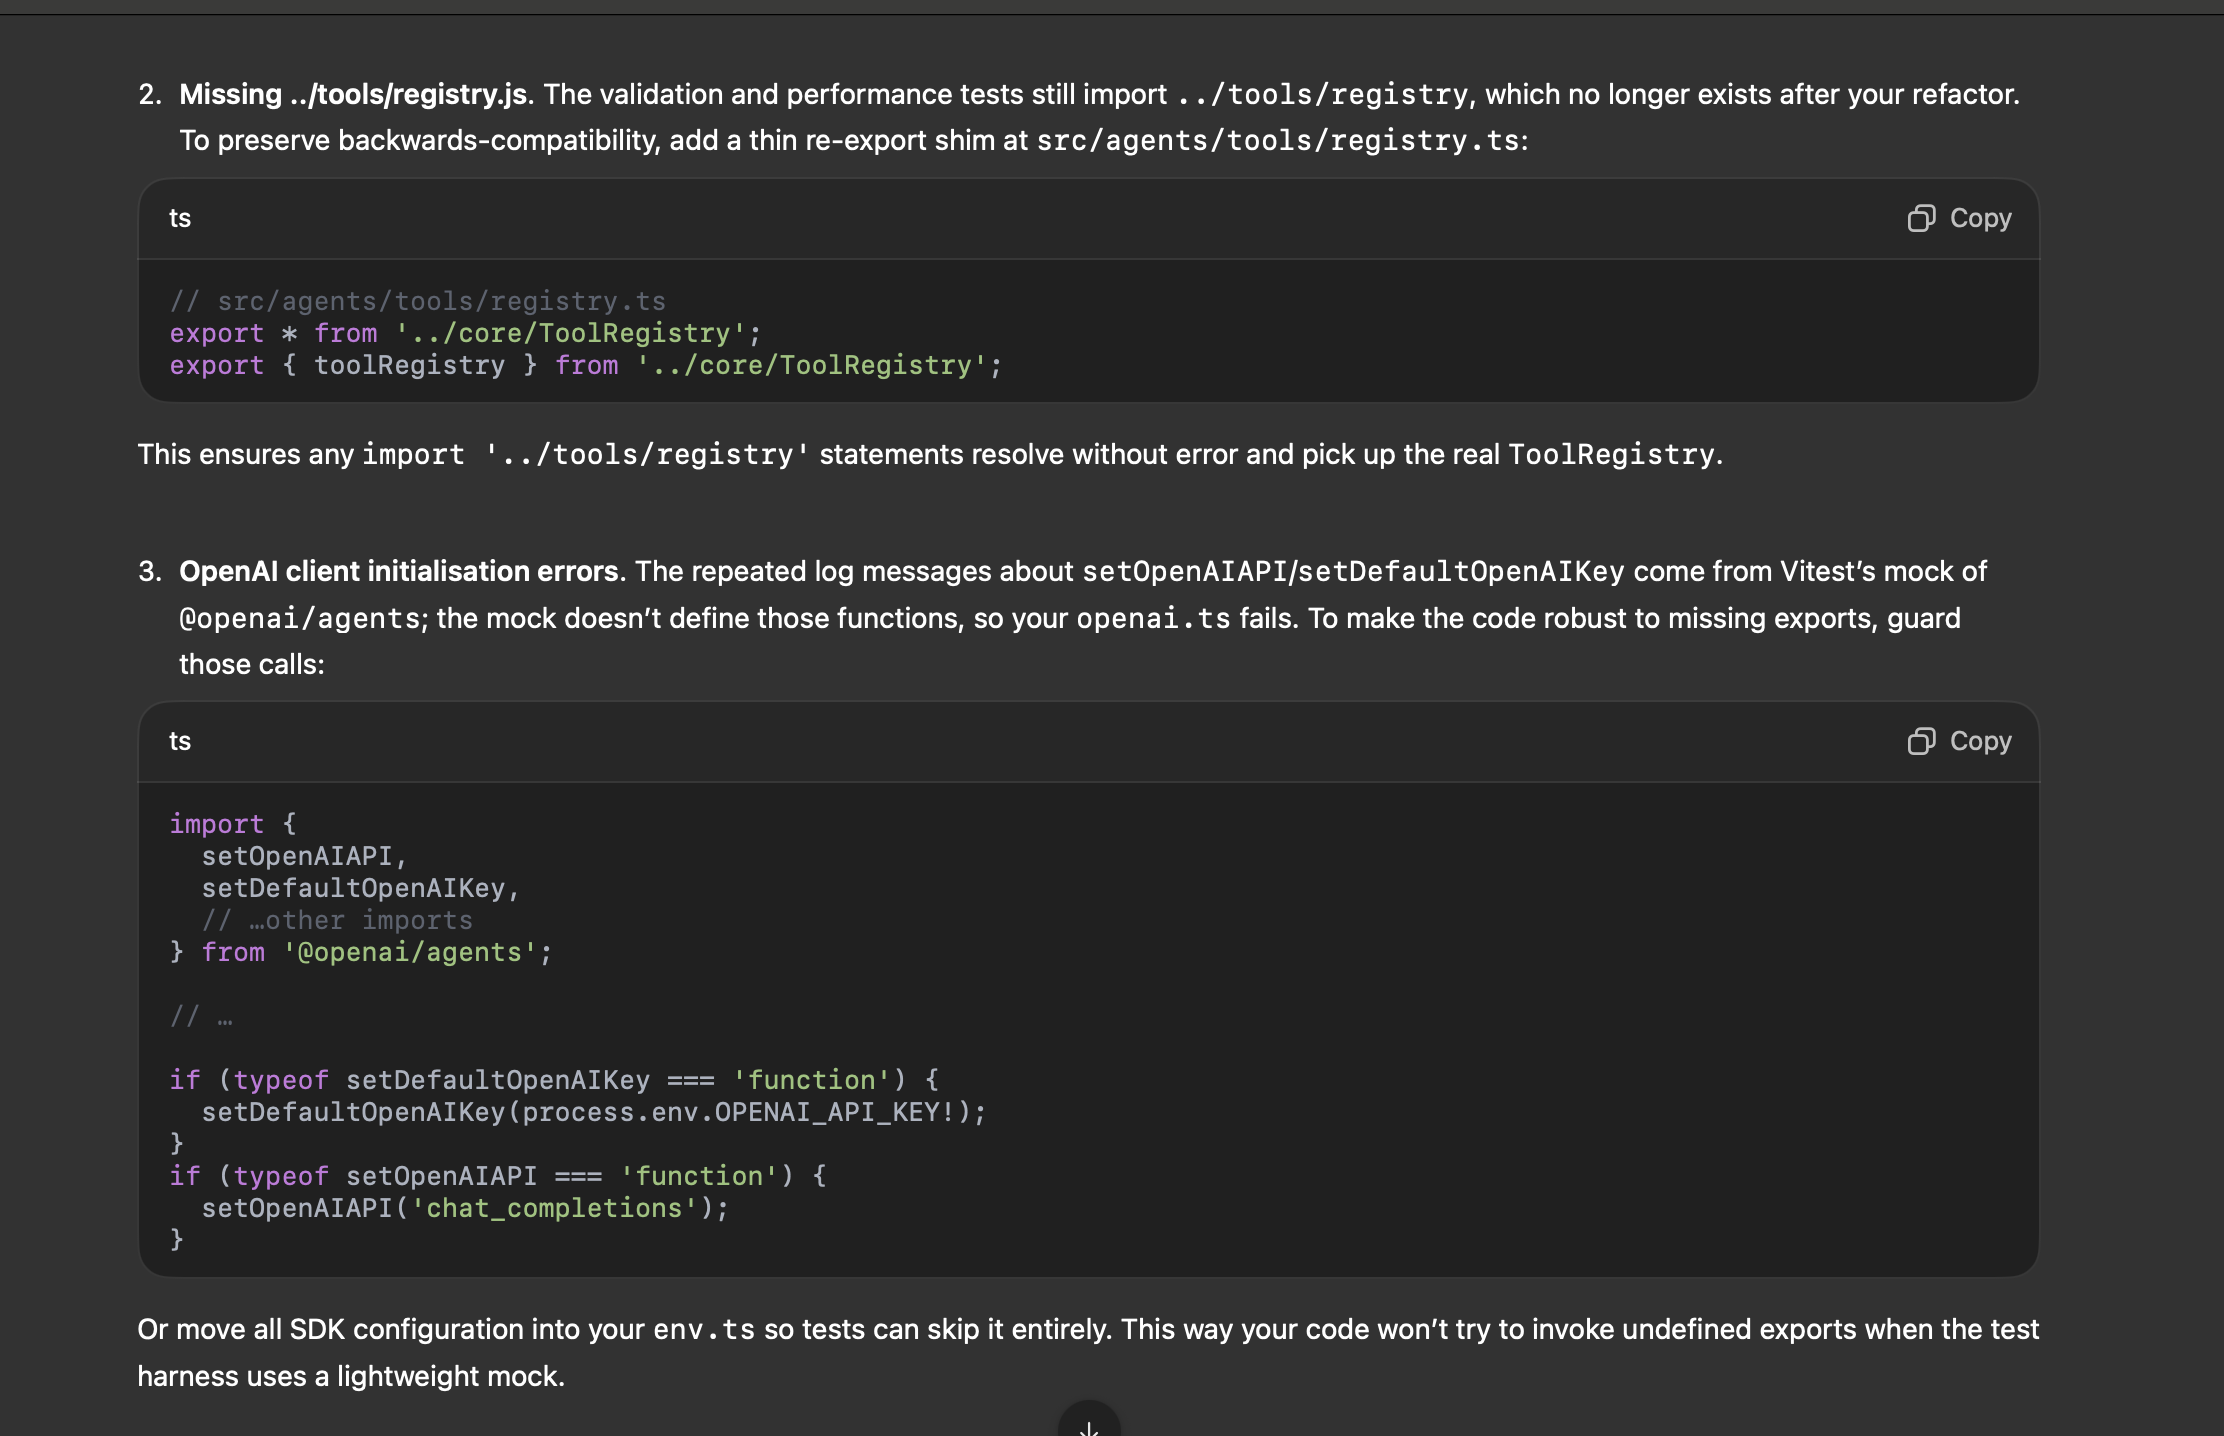 2. Missing ../tools/registry.js. The validation and performance tests still import ../tools/registry, which no longer exists after your refactor.
To preserve backwards-compatibility, add a thin re-export shim at src/agents/tools/registry.ts:
ts
Copy
// src/agents/tools/registry.ts
export * from '../core/ToolRegistry';
export { toolRegistry } from '../core/ToolRegistry';
This ensures any import '../tools/registry' statements resolve without error and pick up the real ToolRegistry.
3. OpenAI client initialisation errors. The repeated log messages about setOpenAIAPI/setDefaultOpenAIKey come from Vitest’s mock of
@openai/agents; the mock doesn’t define those functions, so your openai.ts fails. To make the code robust to missing exports, guard
those calls:
ts
Copy
import {
  setOpenAIAPI,
  setDefaultOpenAIKey,
  // …other imports
} from '@openai/agents';
// …
if (typeof setDefaultOpenAIKey === 'function') {
  setDefaultOpenAIKey(process.env.OPENAI_API_KEY!);
}
if (typeof setOpenAIAPI === 'function') {
  setOpenAIAPI('chat_completions');
}
Or move all SDK configuration into your env.ts so tests can skip it entirely. This way your code won’t try to invoke undefined exports when the test
harness uses a lightweight mock.